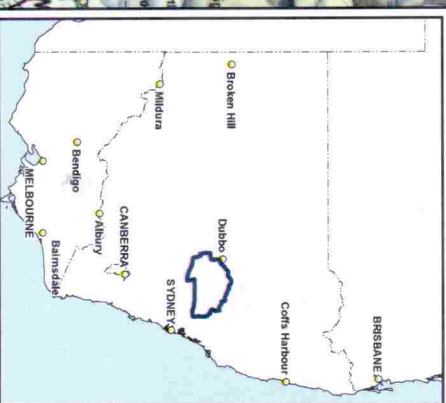 BRISBANE
Broken Hill
Coffs Harbour
Dubbo
Mildura
SYDNEY
CANBERRA
Albury
Bendigo
MELBOURNE
Bairnsdale